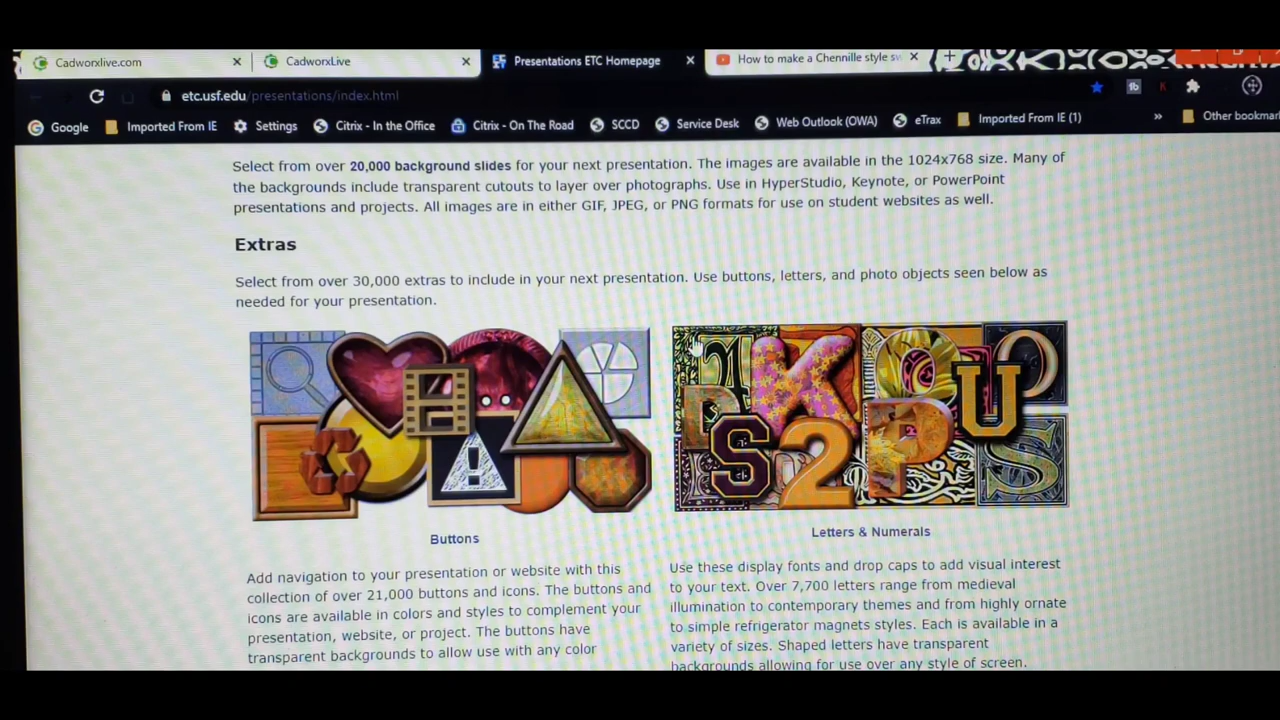 Cadworxlive.com
CadworxLive
Presentations ETC Homepage
How to make a Chennille style sw
etc.usf.edu/presentations/index.html
Google
Imported From IE
Settings
Citrix - In the Office
Citrix - On The Road
SCCD
Service Desk
Web Outlook (OWA)
eTrax
Imported From IE (1)
»
Other bookmar
Select from over 20,000 background slides for your next presentation. The images are available in the 1024x768 size. Many of
the backgrounds include transparent cutouts to layer over photographs. Use in HyperStudio, Keynote, or PowerPoint
presentations and projects. All images are in either GIF, JPEG, or PNG formats for use on student websites as well.
Extras
Select from over 30,000 extras to include in your next presentation. Use buttons, letters, and photo objects seen below as
needed for your presentation.
K
O
U
P
S
2
P
S
Buttons
Letters & Numerals
Add navigation to your presentation or website with this
collection of over 21,000 buttons and icons. The buttons and
icons are available in colors and styles to complement your
presentation, website, or project. The buttons have
transparent backgrounds to allow use with any color
Use these display fonts and drop caps to add visual interest
to your text. Over 7,700 letters range from medieval
illumination to contemporary themes and from highly ornate
to simple refrigerator magnets styles. Each is available in a
variety of sizes. Shaped letters have transparent
backgrounds allowing for use over any style of screen.